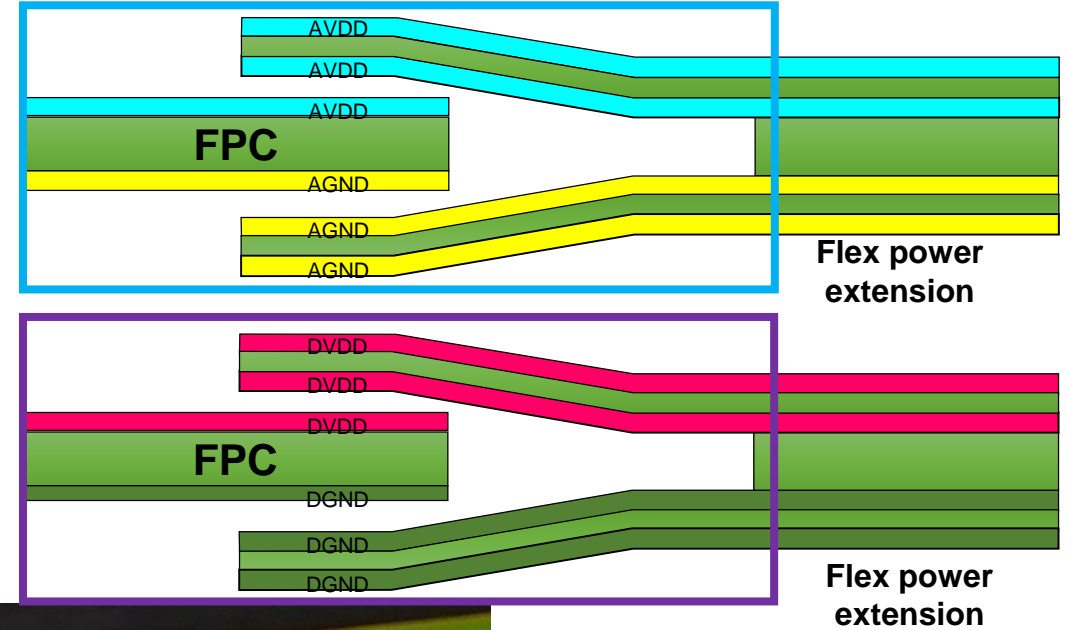 AVDD
AVDD
AVDD
FPC
AGND
AGND
AGND
Flex power
extension
DVDD
DVDD
DVDD
FPC
DGND
DGND
DGND
Flex power
extension